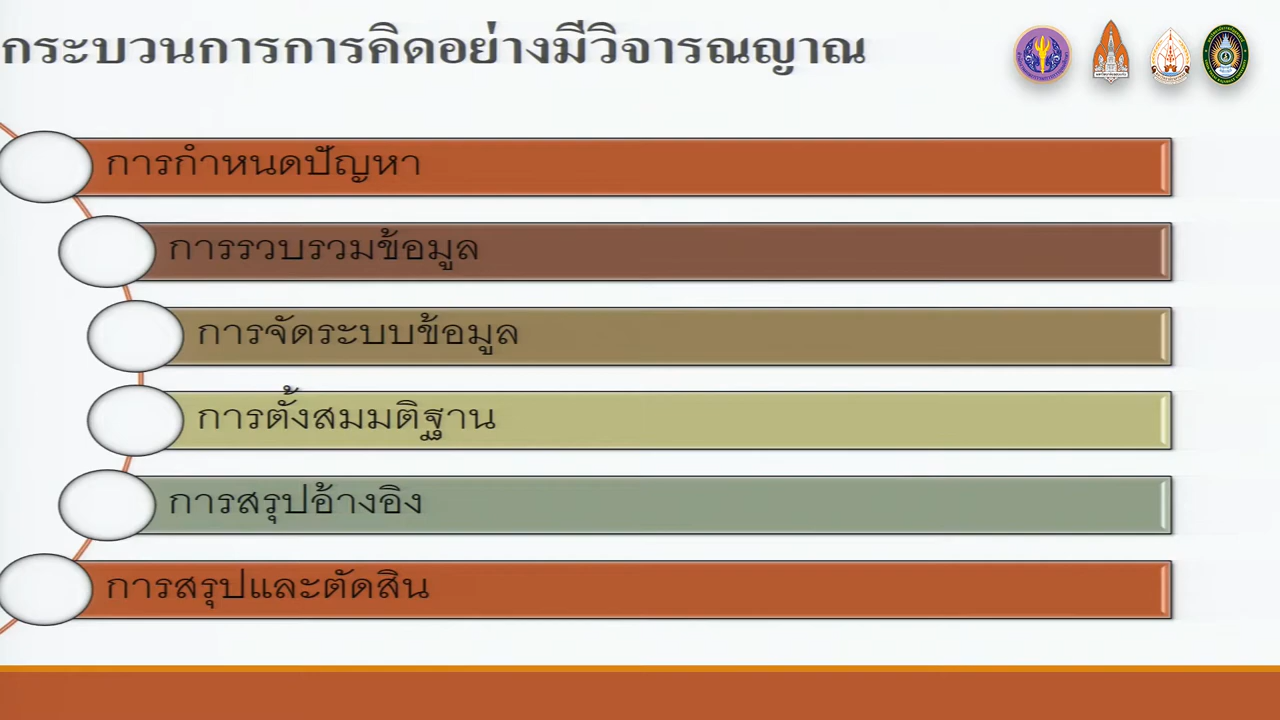 กระบวนการการคิดอย่างมีวิจารณญาณ
การกำหนดปัญหา
การรวบรวมข้อมูล
การจัดระบบข้อมูล
การตั้งสมมติฐาน
การสรุปอ้างอิง
การสรุปและตัดสิน